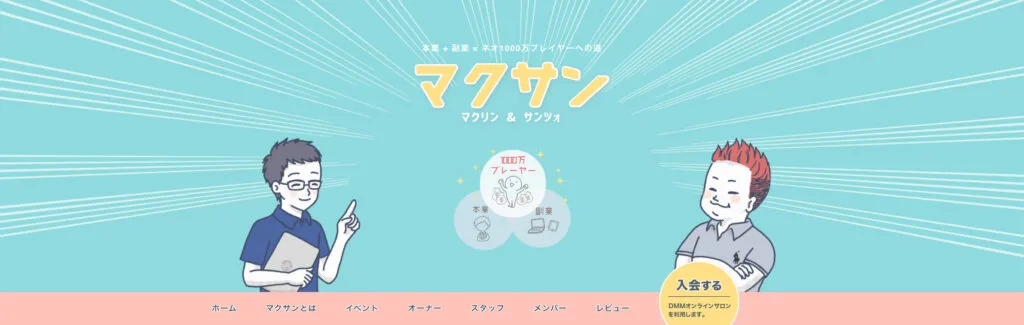 本業 + 副業 = ネオ1000万プレイヤーへの道
マクサン
マクリン & サンツォ
1000万
プレーヤー
本業
副業
入会する
DMMオンラインサロン
を利用します。
ホーム
マクサンとは
イベント
オーナー
スタッフ
メンバー
レビュー